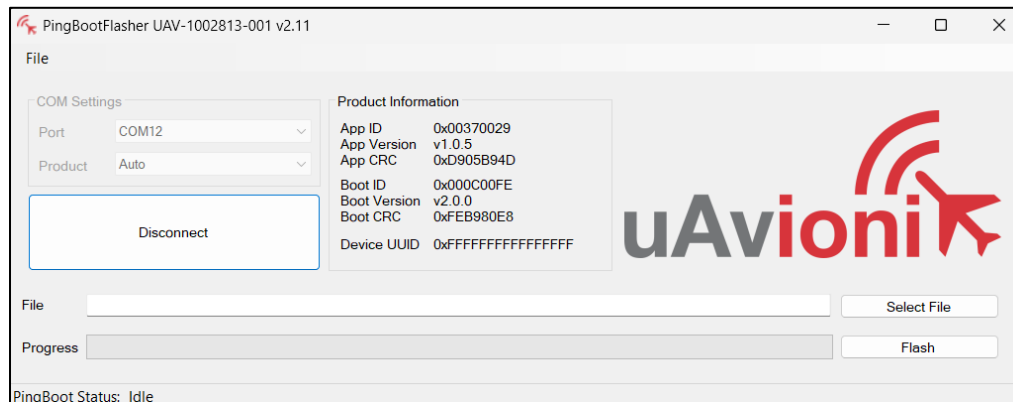 PingBootFlasher UAV-1002813-001 v2.11
File
COM Settings
Port COM12
Product Auto
Disconnect
Product Information
App ID 0x00370029
App Version v1.0.5
App CRC 0xD905B94D
Boot ID 0x000C00FE
Boot Version v2.0.0
Boot CRC 0xFEB980E8
Device UUID 0xFFFFFFFFFFFFFFFF
uAvionix
File Select File
Progress Flash
PingBoot Status: Idle